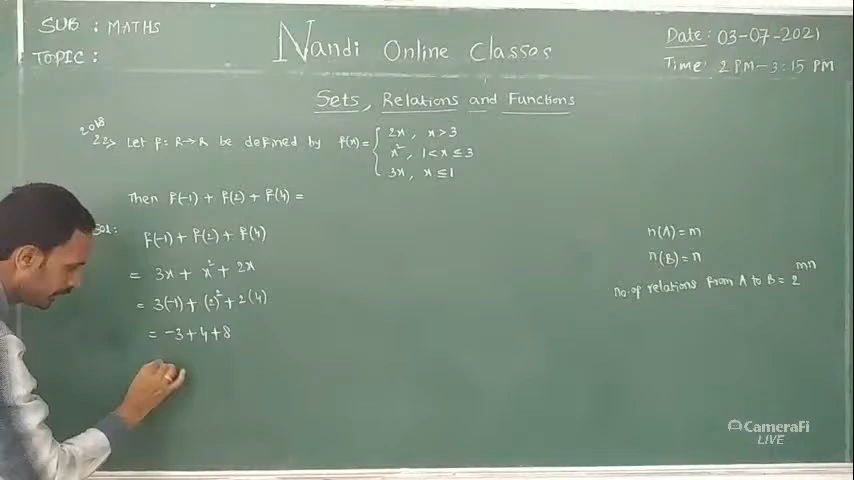 SUB : MATHS
TOPIC :
Nandi Online Classes
Date: 03-07-2021
Time: 2 PM-3:15 PM
Sets, Relations and Functions
2018
22> Let f: R→R be defined by f(x)= { 2x, x>3
x², 1<x≤3
3x, x≤1
Then f(-1) + f(2) + f(4) =
Sol:
f(-1) + f(2) + f(4)
= 3x + x² + 2x
= 3(-1) + (2)² + 2(4)
= -3+4+8
n(A) = m
n(B) = n
No. of relations from A to B = 2^mn
CameraFi
LIVE